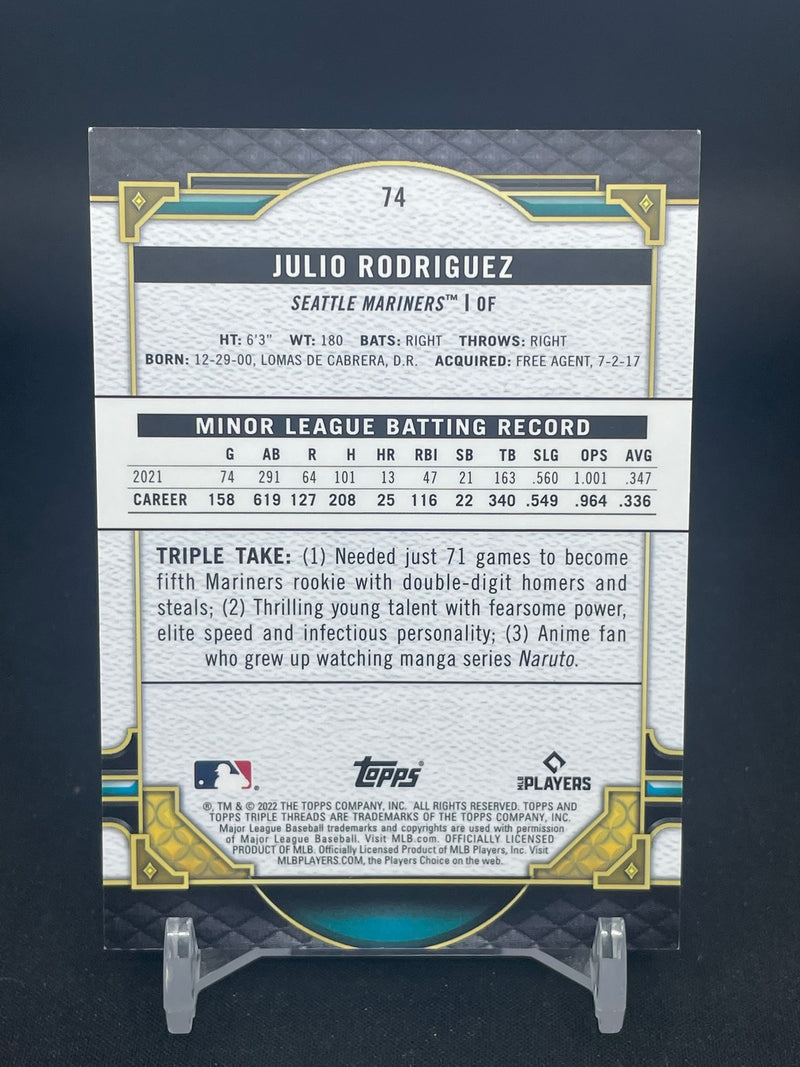 74
JULIO RODRIGUEZ
SEATTLE MARINERS™ | OF
HT: 6'3" WT: 180 BATS: RIGHT THROWS: RIGHT
BORN: 12-29-00, LOMAS DE CABRERA, D.R. ACQUIRED: FREE AGENT, 7-2-17
MINOR LEAGUE BATTING RECORD
G AB R H HR RBI SB TB SLG OPS AVG
2021 74 291 64 101 13 47 21 163 .560 1.001 .347
CAREER 158 619 127 208 25 116 22 340 .549 .964 .336
TRIPLE TAKE: (1) Needed just 71 games to become
fifth Mariners rookie with double-digit homers and
steals; (2) Thrilling young talent with fearsome power,
elite speed and infectious personality; (3) Anime fan
who grew up watching manga series Naruto.
® topps® MLB PLAYERS
®, TM & © 2022 THE TOPPS COMPANY, INC. ALL RIGHTS RESERVED. TOPPS AND
TOPPS TRIPLE THREADS ARE TRADEMARKS OF THE TOPPS COMPANY, INC.
Major League Baseball trademarks and copyrights are used with permission
of Major League Baseball. Visit MLB.com. OFFICIALLY LICENSED
PRODUCT OF MLB. Officially Licensed Product of MLB Players, Inc. Visit
MLBPLAYERS.COM, the Players Choice on the web.